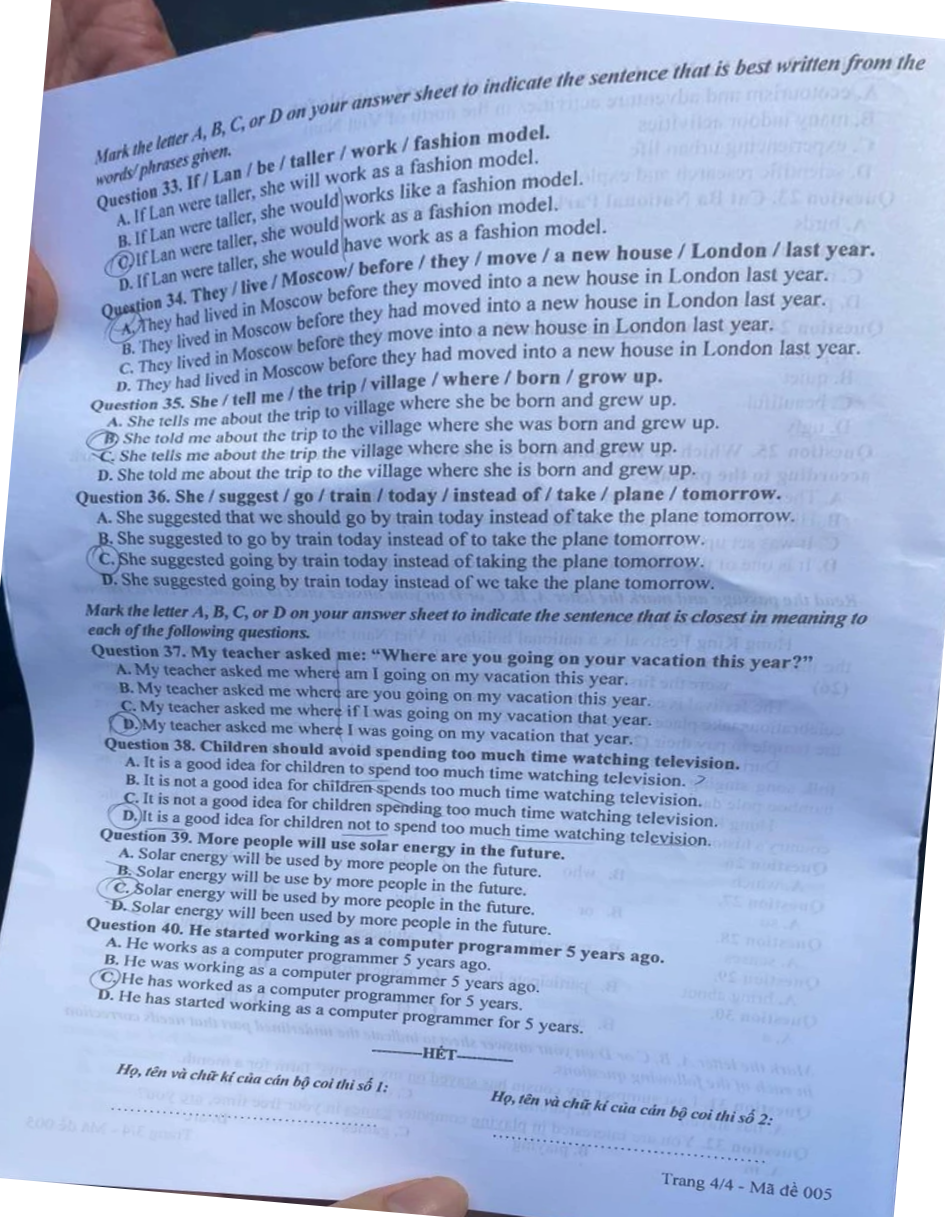 Mark the letter A, B, C, or D on your answer sheet to indicate the sentence that is best written from the
words/phrases given.
Question 33. If / Lan / be / taller / work / fashion model.
A. If Lan were taller, she will work as a fashion model.
B. If Lan were taller, she would works like a fashion model.
C. If Lan were taller, she would work as a fashion model.
D. If Lan were taller, she would have work as a fashion model.
Question 34. They / live / Moscow/ before / they / move / a new house / London / last year.
A. They had lived in Moscow before they moved into a new house in London last year.
B. They lived in Moscow before they had moved into a new house in London last year.
C. They lived in Moscow before they move into a new house in London last year.
D. They had lived in Moscow before they had moved into a new house in London last year.
Question 35. She / tell me / the trip / village / where / born / grow up.
A. She tells me about the trip to village where she be born and grew up.
B. She told me about the trip to the village where she was born and grew up.
C. She tells me about the trip the village where she is born and grew up.
D. She told me about the trip to the village where she is born and grew up.
Question 36. She / suggest / go / train / today / instead of / take / plane / tomorrow.
A. She suggested that we should go by train today instead of take the plane tomorrow.
B. She suggested to go by train today instead of to take the plane tomorrow.
C. She suggested going by train today instead of taking the plane tomorrow.
D. She suggested going by train today instead of we take the plane tomorrow.
Mark the letter A, B, C, or D on your answer sheet to indicate the sentence that is closest in meaning to
each of the following questions.
Question 37. My teacher asked me: “Where are you going on your vacation this year?”
A. My teacher asked me where am I going on my vacation this year.
B. My teacher asked me where are you going on my vacation this year.
C. My teacher asked me where if I was going on my vacation that year.
D. My teacher asked me where I was going on my vacation that year.
Question 38. Children should avoid spending too much time watching television.
A. It is a good idea for children to spend too much time watching television. ?
B. It is not a good idea for children spends too much time watching television.
C. It is not a good idea for children spending too much time watching television.
D. It is a good idea for children not to spend too much time watching television.
Question 39. More people will use solar energy in the future.
A. Solar energy will be used by more people on the future.
B. Solar energy will be use by more people in the future.
C. Solar energy will be used by more people in the future.
D. Solar energy will been used by more people in the future.
Question 40. He started working as a computer programmer 5 years ago.
A. He works as a computer programmer 5 years ago.
B. He was working as a computer programmer 5 years ago.
C. He has worked as a computer programmer for 5 years.
D. He has started working as a computer programmer for 5 years.
----------HẾT----------
Họ, tên và chữ kí của cán bộ coi thi số 1:
Họ, tên và chữ kí của cán bộ coi thi số 2:
Trang 4/4 - Mã đề 005